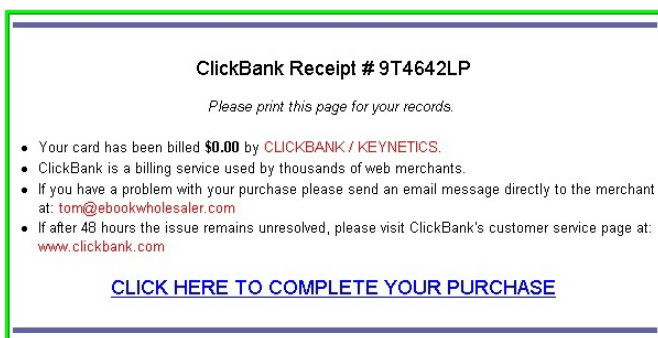 ClickBank Receipt # 9T4642LP
Please print this page for your records.
• Your card has been billed $0.00 by CLICKBANK / KEYNETICS.
• ClickBank is a billing service used by thousands of web merchants.
• If you have a problem with your purchase please send an email message directly to the merchant
at: tom@ebookwholesaler.com
• If after 48 hours the issue remains unresolved, please visit ClickBank's customer service page at:
www.clickbank.com
CLICK HERE TO COMPLETE YOUR PURCHASE